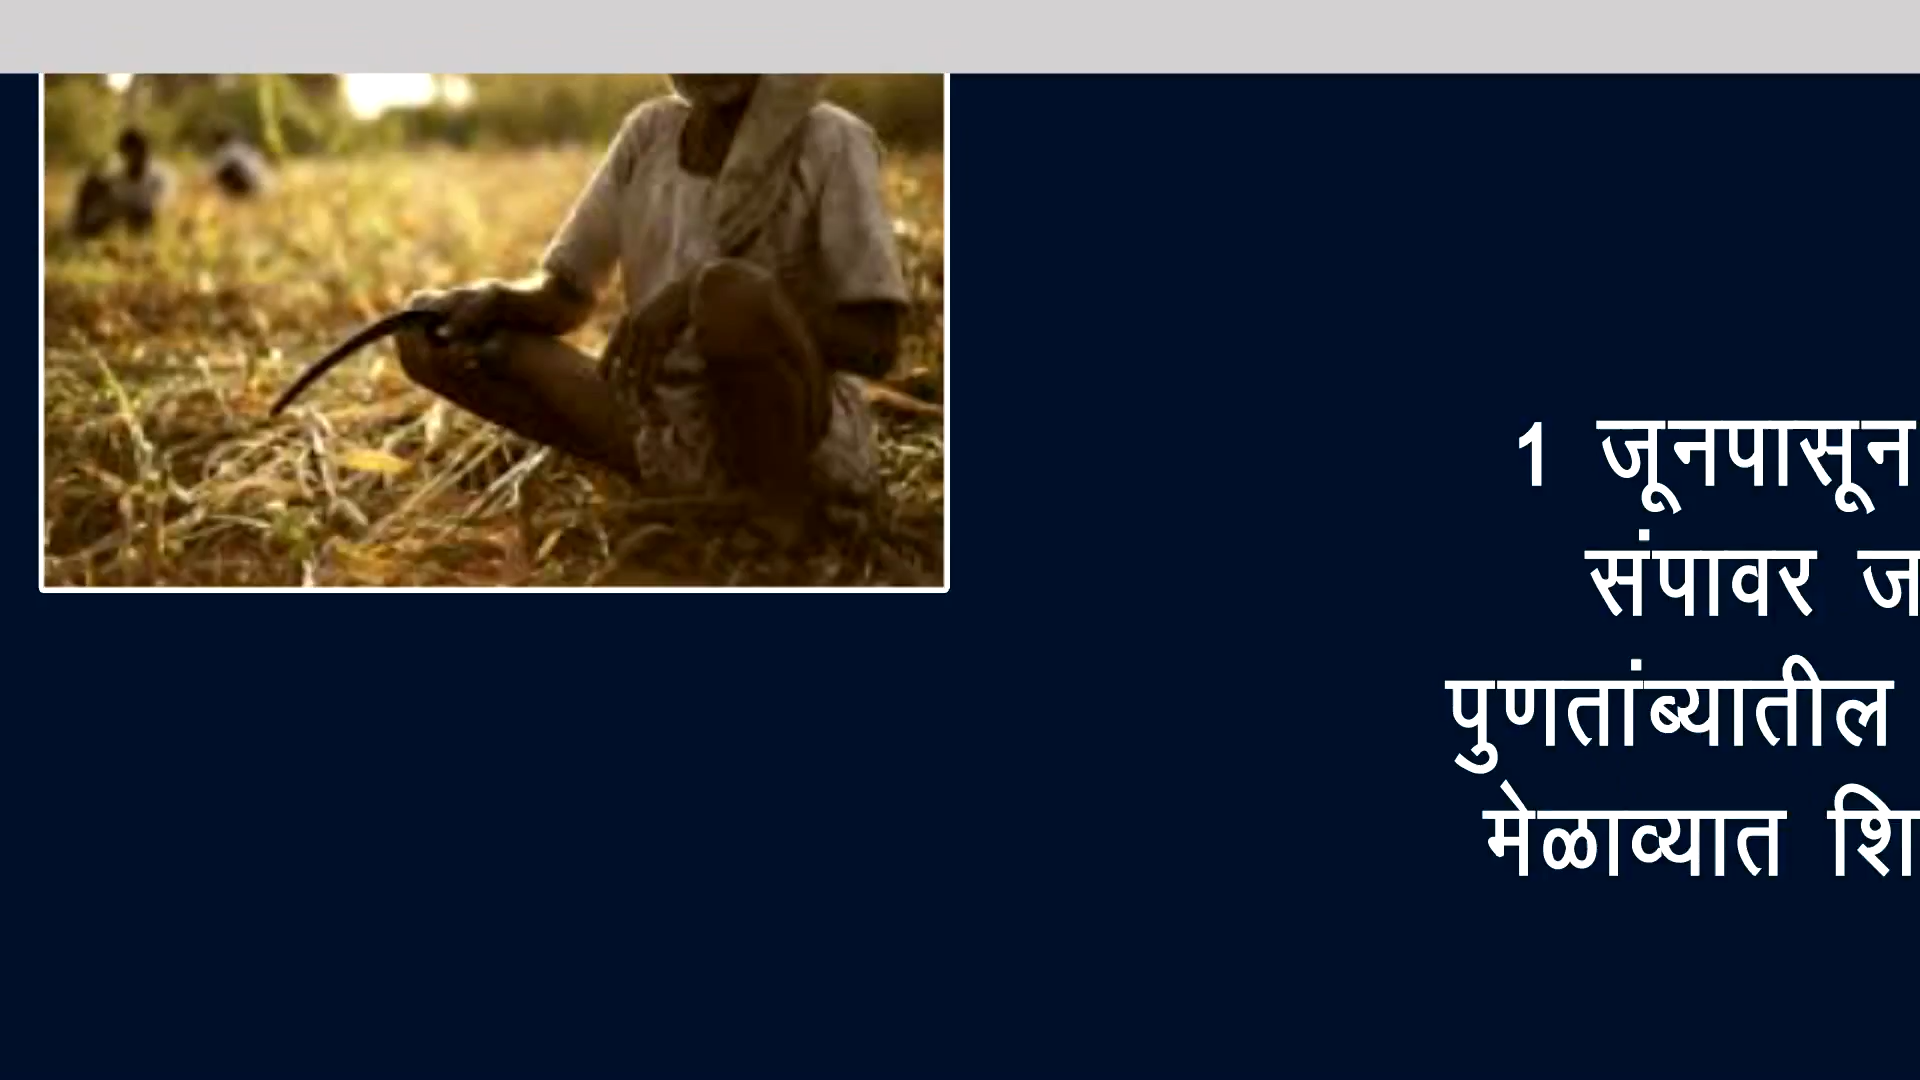 1 जूनपासून
संपावर ज
पुणतांब्यातील
मेळाव्यात शि